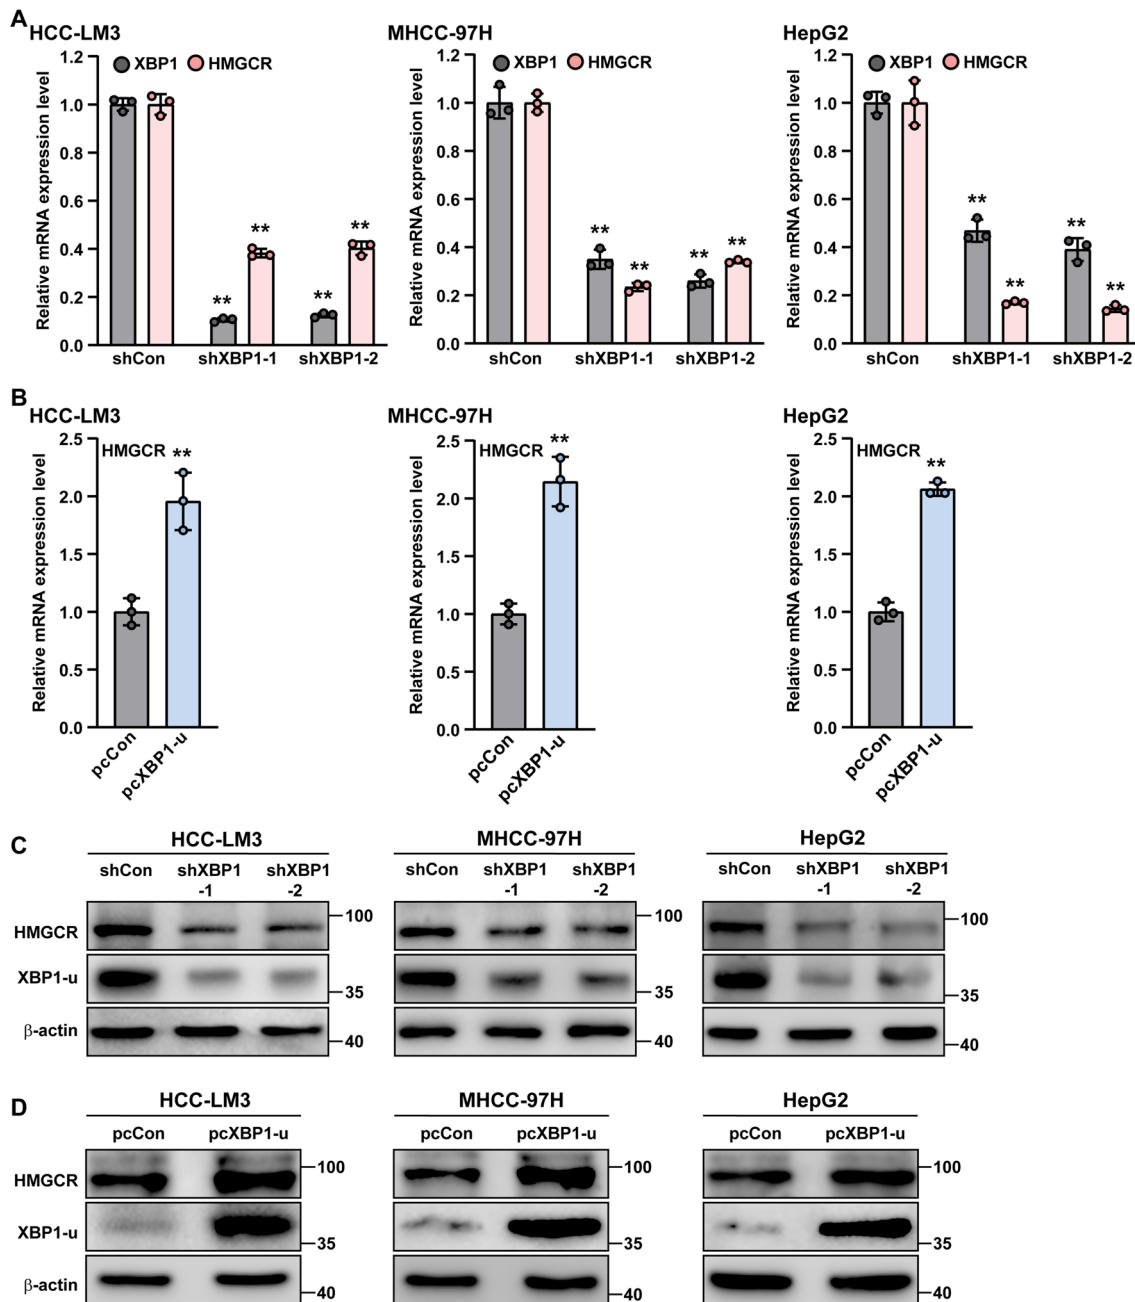 A
HCC-LM3
MHCC-97H
HepG2
XBP1 HMGCR
XBP1 HMGCR
XBP1 HMGCR
Relative mRNA expression level
1.2
1.0
0.8
0.6
0.4
0.2
0.0
** ** ** **
shCon shXBP1-1 shXBP1-2
Relative mRNA expression level
1.2
1.0
0.8
0.6
0.4
0.2
0.0
** ** ** **
shCon shXBP1-1 shXBP1-2
Relative mRNA expression level
1.2
1.0
0.8
0.6
0.4
0.2
0.0
** ** ** **
shCon shXBP1-1 shXBP1-2
B
HCC-LM3
HMGCR
**
Relative mRNA expression level
2.5
2.0
1.5
1.0
0.5
0.0
pcCon
pcXBP1-u
MHCC-97H
HMGCR
**
Relative mRNA expression level
2.5
2.0
1.5
1.0
0.5
0.0
pcCon
pcXBP1-u
HepG2
HMGCR
**
Relative mRNA expression level
2.5
2.0
1.5
1.0
0.5
0.0
pcCon
pcXBP1-u
C
HCC-LM3 MHCC-97H HepG2
shCon shXBP1 shXBP1 shCon shXBP1 shXBP1 shCon shXBP1 shXBP1
-1 -2 -1 -2 -1 -2
HMGCR 100 100 100
XBP1-u 35 35 35
β-actin 40 40 40
D
HCC-LM3 MHCC-97H HepG2
pcCon pcXBP1-u pcCon pcXBP1-u pcCon pcXBP1-u
HMGCR 100 100 100
XBP1-u 35 35 35
β-actin 40 40 40